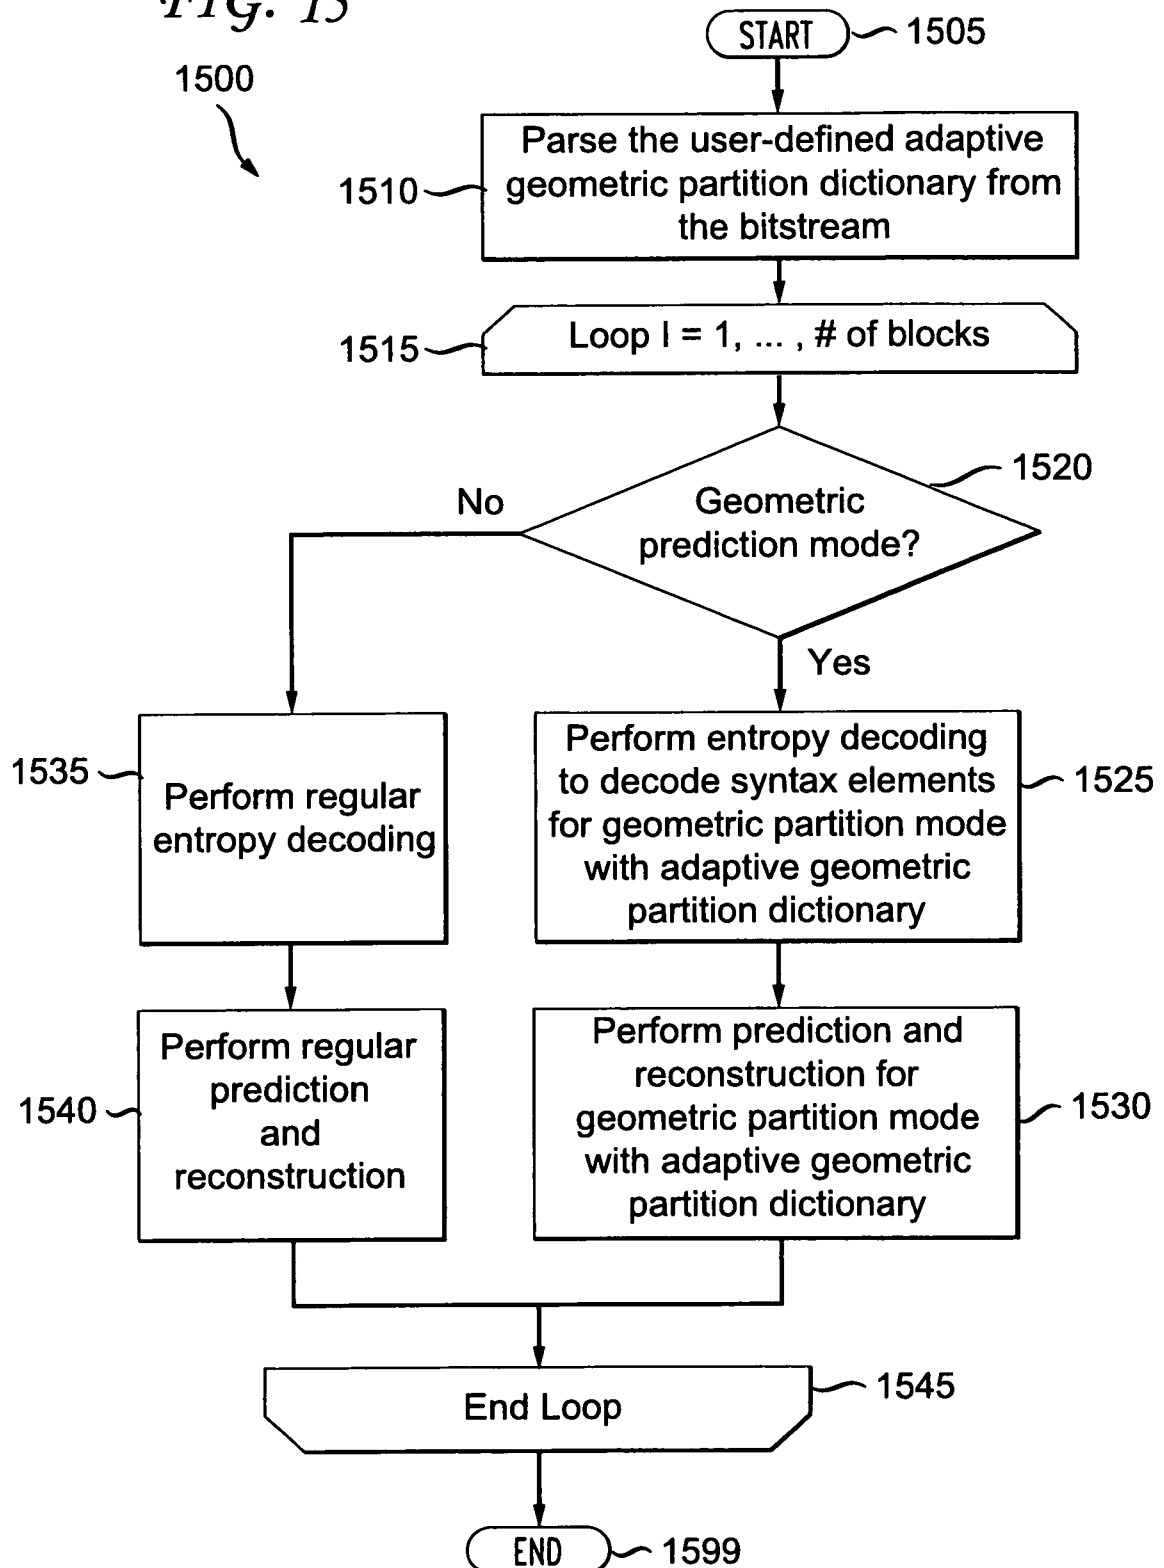 FIG. 15
START
1505
1500
Parse the user-defined adaptive
geometric partition dictionary from
the bitstream
1510
Loop I = 1, ... , # of blocks
1515
1520
Geometric
prediction mode?
No
Yes
1535
Perform regular
entropy decoding
Perform entropy decoding
to decode syntax elements
for geometric partition mode
with adaptive geometric
partition dictionary
1525
1540
Perform regular
prediction
and
reconstruction
Perform prediction and
reconstruction for
geometric partition mode
with adaptive geometric
partition dictionary
1530
End Loop
1545
END
1599